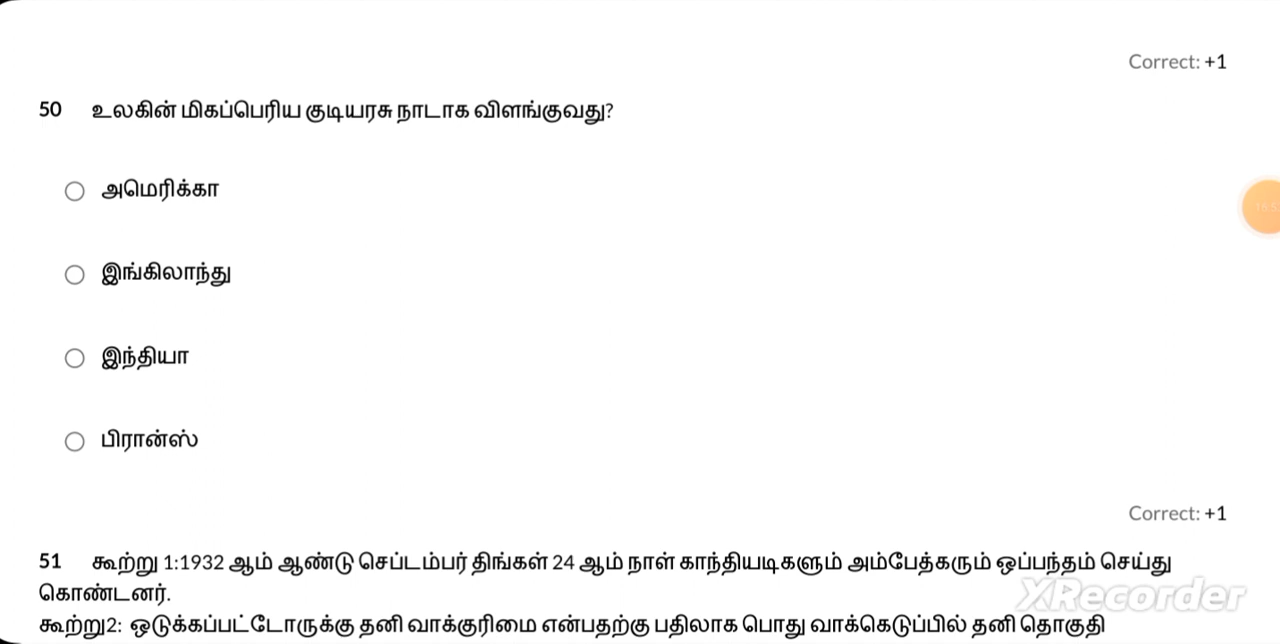 Correct: +1
50 உலகின் மிகப்பெரிய குடியரசு நாடாக விளங்குவது?
அமெரிக்கா
இங்கிலாந்து
இந்தியா
பிரான்ஸ்
Correct: +1
51 கூற்று 1:1932 ஆம் ஆண்டு செப்டம்பர் திங்கள் 24 ஆம் நாள் காந்தியடிகளும் அம்பேத்கரும் ஒப்பந்தம் செய்து
கொண்டனர்.
XRecorder
கூற்று2: ஒடுக்கப்பட்டோருக்கு தனி வாக்குரிமை என்பதற்கு பதிலாக பொது வாக்கெடுப்பில் தனி தொகுதி